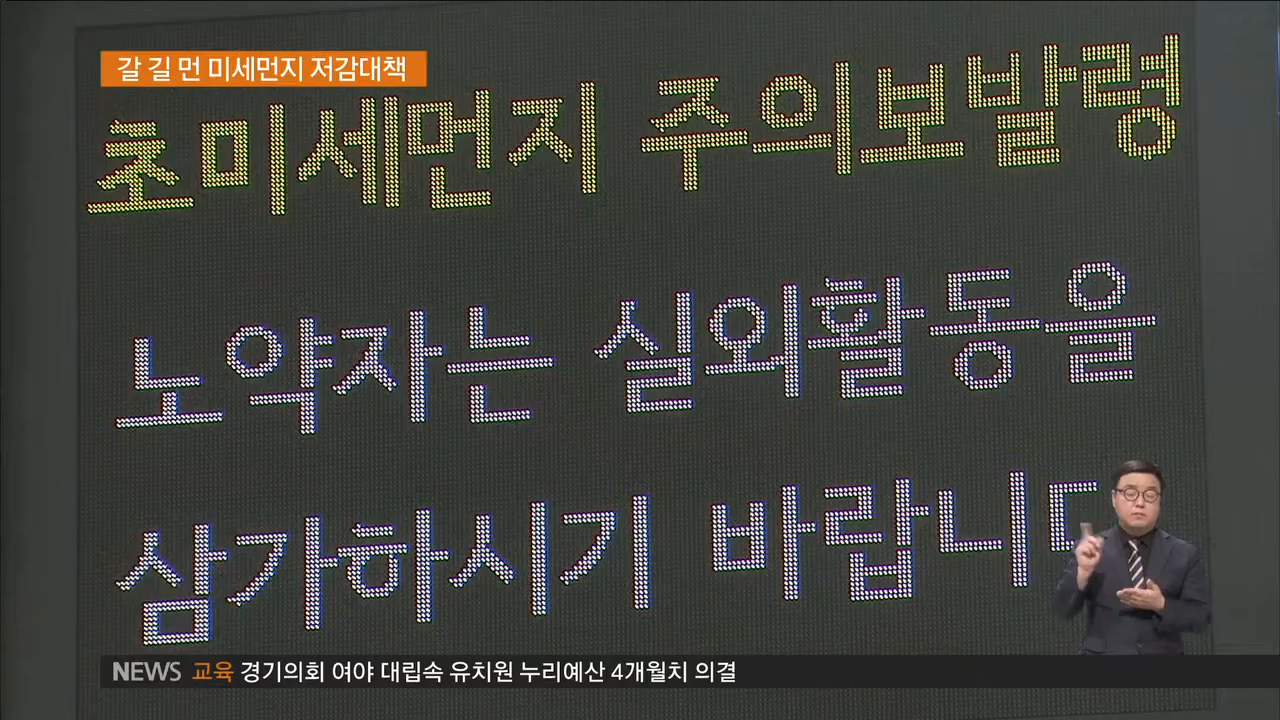 갈 길 먼 미세먼지 저감대책
초미세먼지 주의보발령
노약자는 실외활동을
삼가하시기 바랍니다
NEWS 교육 경기의회 여야 대립속 유치원 누리예산 4개월치 의결